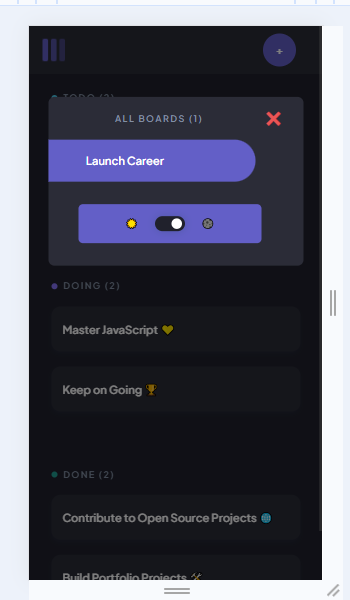 +
TODO (2)
ALL BOARDS (1)
Launch Career
DOING (2)
Master JavaScript
Keep on Going
DONE (2)
Contribute to Open Source Projects
Build Portfolio Projects